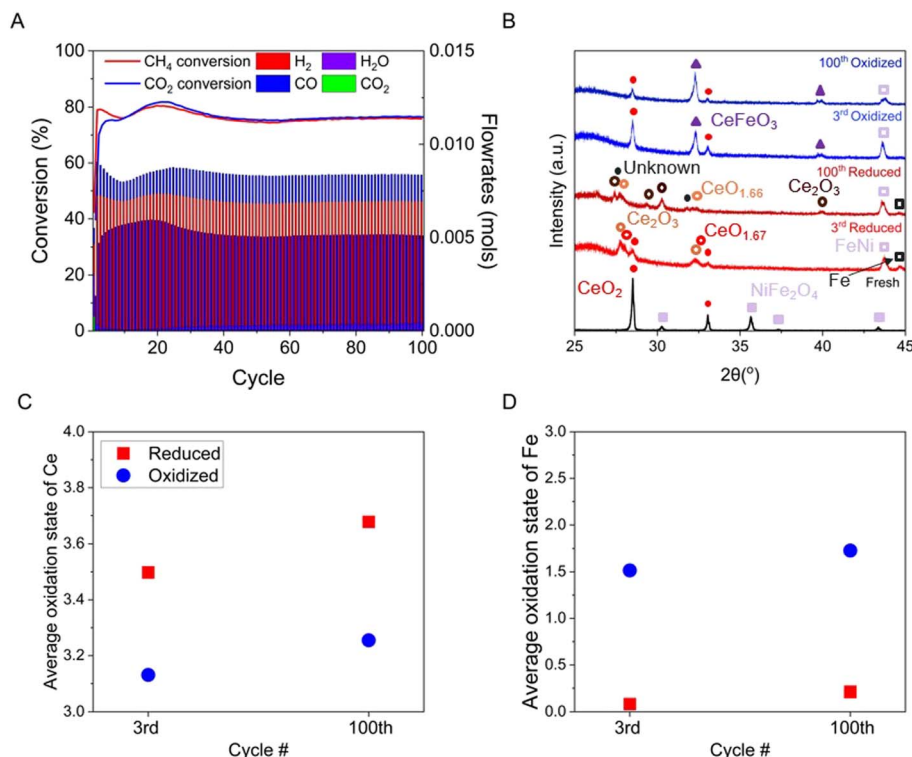 A
100
80
60
40
20
0
Conversion (%)
CH₄ conversion
H₂
H₂O
CO₂ conversion
CO
CO₂
0.015
0.010
0.005
0.000
Flowrates (mols)
0
20
40
60
80
100
Cycle
B
Intensity (a.u.)
100th Oxidized
CeFeO₃
3rd Oxidized
Unknown
100th Reduced
CeO1.66
Ce₂O₃
Ce₂O₃
CeO1.67
3rd Reduced
FeNi
Fe
Fresh
CeO₂
NiFe₂O₄
25
30
35
40
45
2θ(°)
C
4.0
3.8
3.6
3.4
3.2
3.0
Average oxidation state of Ce
Reduced
Oxidized
3rd
100th
Cycle #
D
3.0
2.5
2.0
1.5
1.0
0.5
0.0
Average oxidation state of Fe
3rd
100th
Cycle #